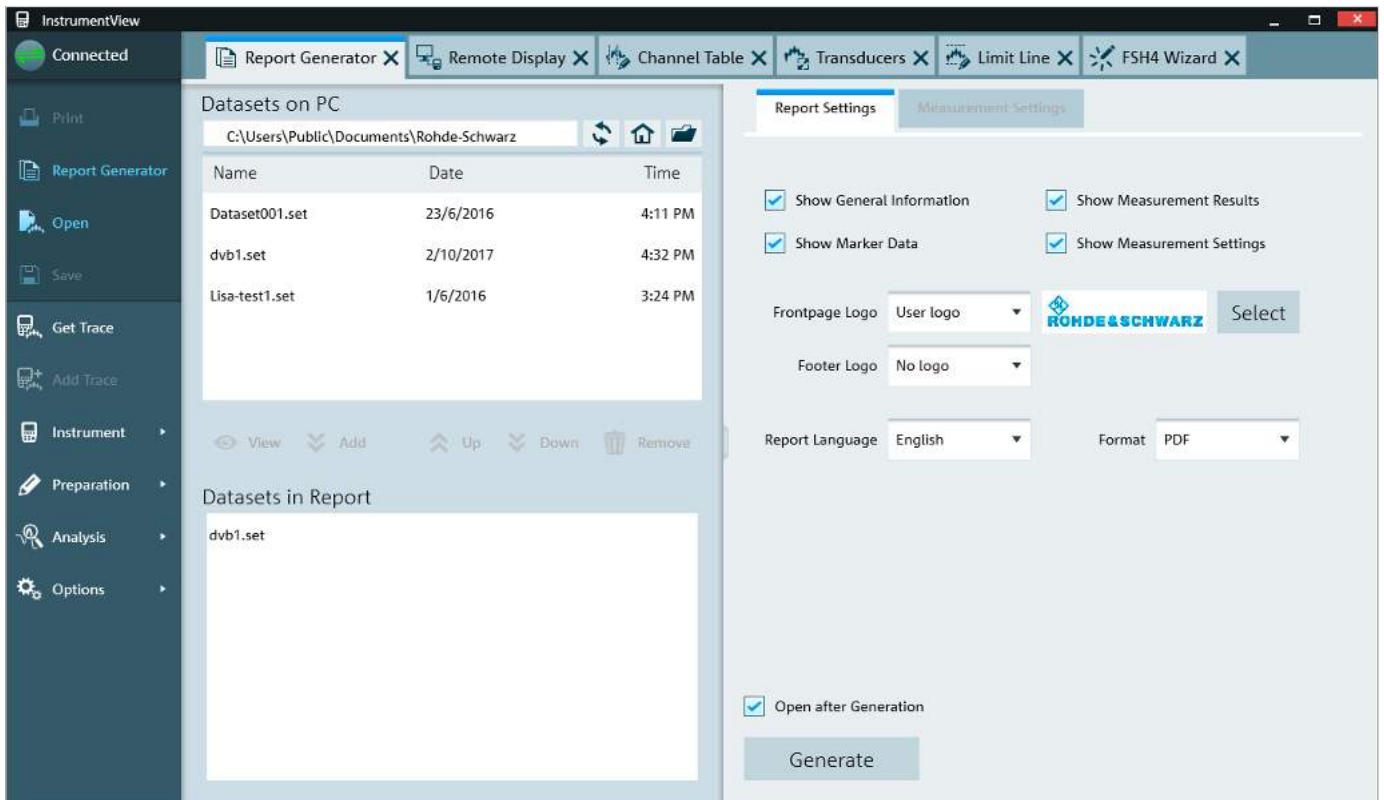 InstrumentView
Connected
Report Generator
Remote Display
Channel Table
Transducers
Limit Line
FSH4 Wizard
Print
Report Generator
Open
Save
Get Trace
Add Trace
Instrument
Preparation
Analysis
Options
Datasets on PC
C:\Users\Public\Documents\Rohde-Schwarz
Name Date Time
Dataset001.set 23/6/2016 4:11 PM
dvb1.set 2/10/2017 4:32 PM
Lisa-test1.set 1/6/2016 3:24 PM
View Add Up Down Remove
Datasets in Report
dvb1.set
Report Settings Measurement Settings
Show General Information Show Measurement Results
Show Marker Data Show Measurement Settings
Frontpage Logo User logo ROHDE&SCHWARZ Select
Footer Logo No logo
Report Language English Format PDF
Open after Generation
Generate